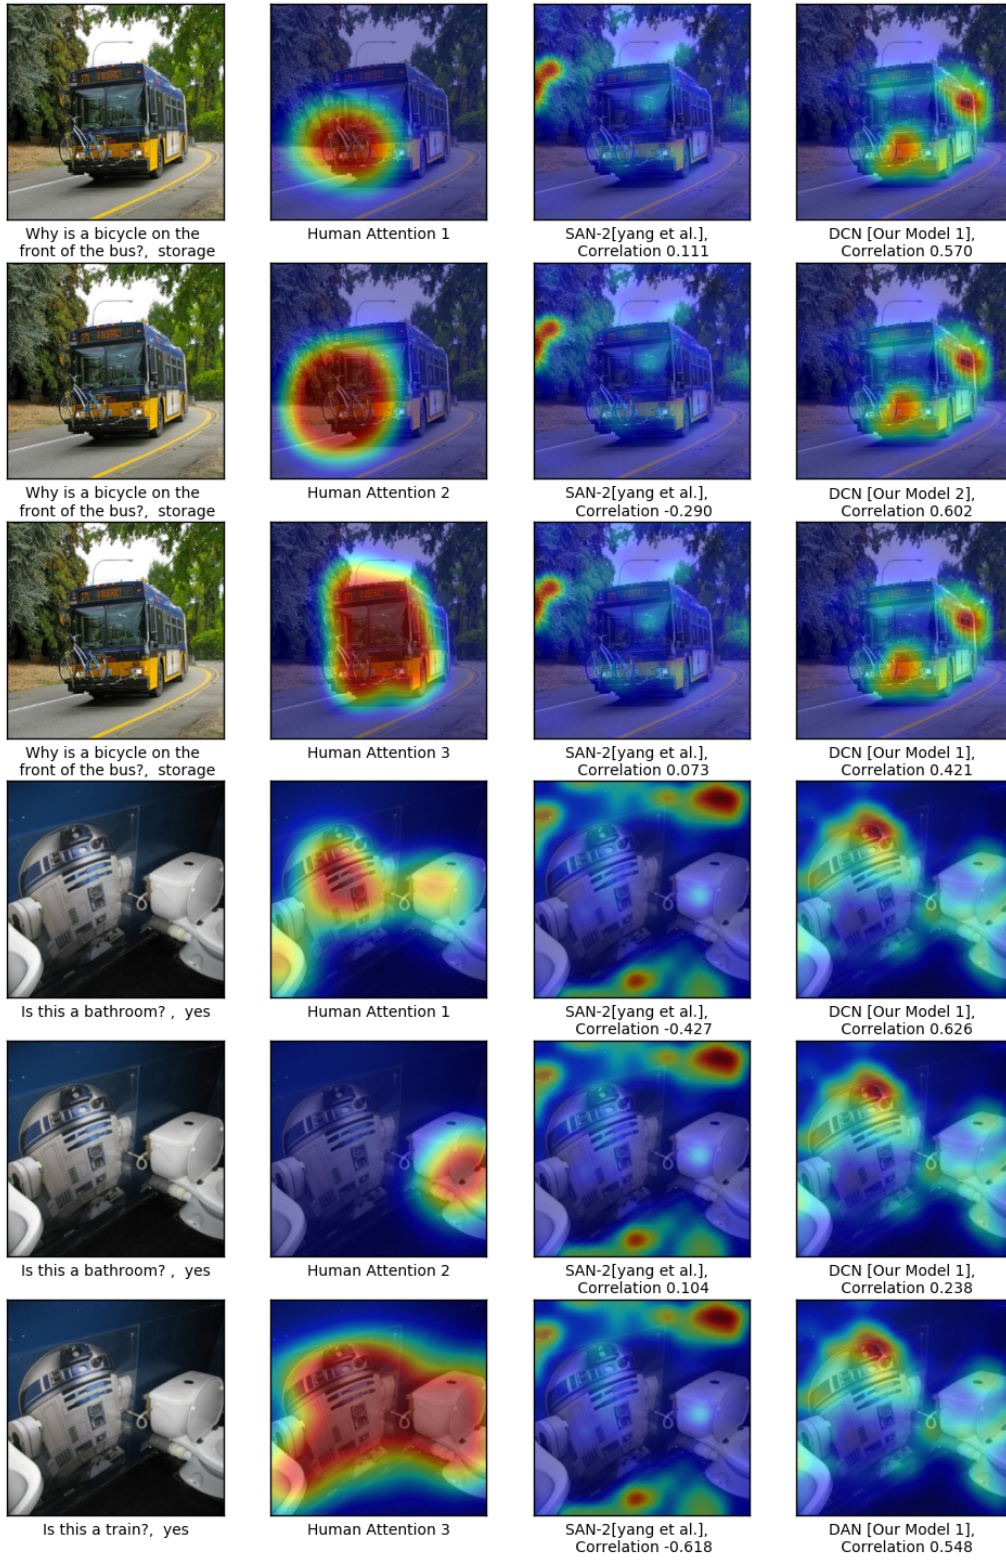 Why is a bicycle on the
front of the bus?,  storage
Human Attention 1
SAN-2[yang et al.],
Correlation 0.111
DCN [Our Model 1],
Correlation 0.570
Why is a bicycle on the
front of the bus?,  storage
Human Attention 2
SAN-2[yang et al.],
Correlation -0.290
DCN [Our Model 2],
Correlation 0.602
Why is a bicycle on the
front of the bus?,  storage
Human Attention 3
SAN-2[yang et al.],
Correlation 0.073
DCN [Our Model 1],
Correlation 0.421
Is this a bathroom? ,  yes
Human Attention 1
SAN-2[yang et al.],
Correlation -0.427
DCN [Our Model 1],
Correlation 0.626
Is this a bathroom? ,  yes
Human Attention 2
SAN-2[yang et al.],
Correlation 0.104
DCN [Our Model 1],
Correlation 0.238
Is this a train?,  yes
Human Attention 3
SAN-2[yang et al.],
Correlation -0.618
DAN [Our Model 1],
Correlation 0.548